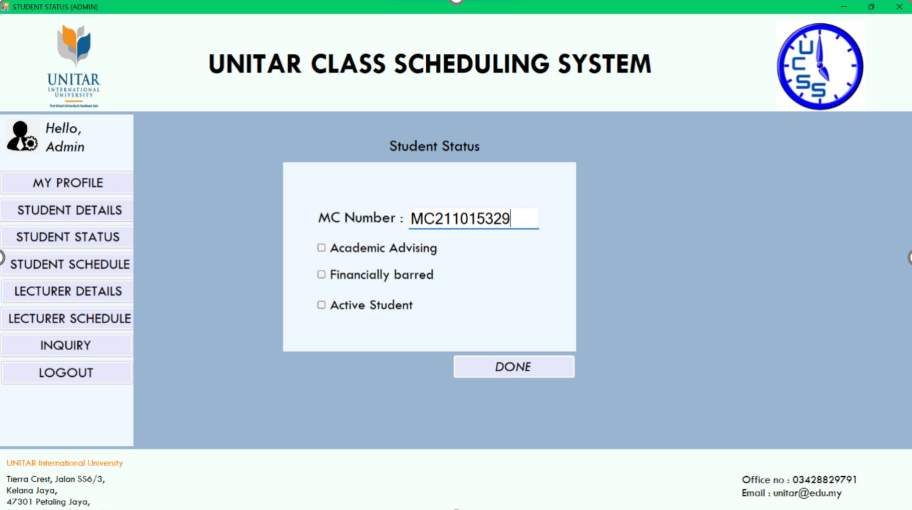 STUDENT STATUS (ADMIN)
UNITAR
INTERNATIONAL
UNIVERSITY
UNITAR CLASS SCHEDULING SYSTEM
UCSS
Hello,
Admin
MY PROFILE
STUDENT DETAILS
STUDENT STATUS
STUDENT SCHEDULE
LECTURER DETAILS
LECTURER SCHEDULE
INQUIRY
LOGOUT
Student Status
MC Number : MC211015329
Academic Advising
Financially barred
Active Student
DONE
UNITAR International University
Tierra Crest, Jalan SS6/3,
Kelana Jaya,
47301 Petaling Jaya,
Office no : 03428829791
Email : unitar@edu.my